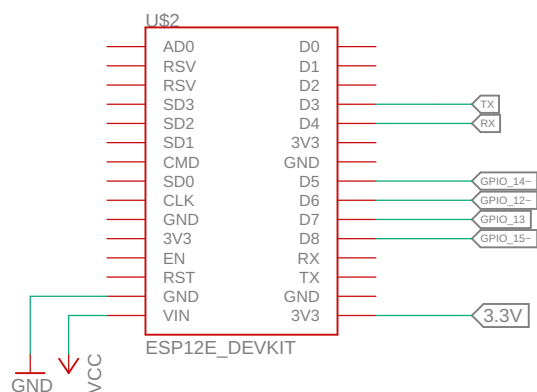 U$2
AD0 D0
RSV D1
RSV D2
SD3 D3 TX
SD2 D4 RX
SD1 3V3
CMD GND
SD0 D5 GPIO_14~
CLK D6 GPIO_12~
GND D7 GPIO_13
3V3 D8 GPIO_15~
EN RX
RST TX
GND GND
VIN 3V3 3.3V
ESP12E_DEVKIT
GND VCC